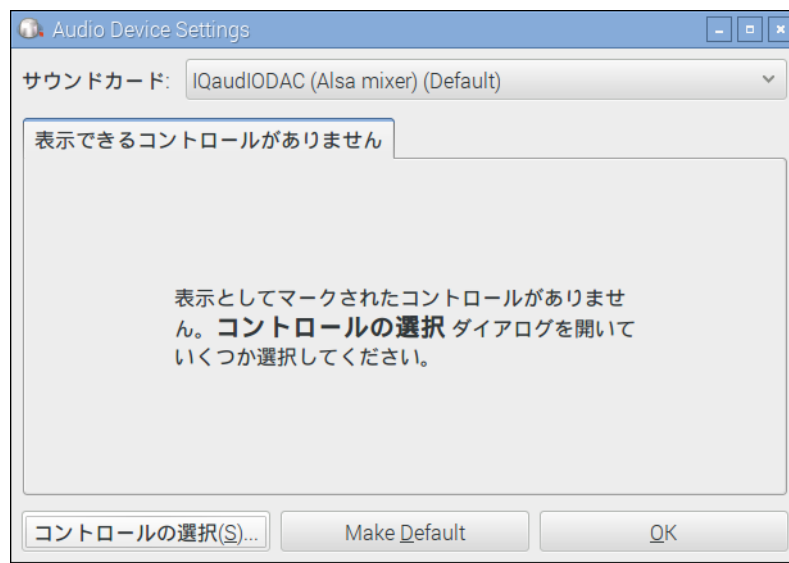 Audio Device Settings
サウンドカード: IQaudIODAC (Alsa mixer) (Default)
表示できるコントロールがありません
表示としてマークされたコントロールがありませ
ん。コントロールの選択 ダイアログを開いて
いくつか選択してください。
コントロールの選択(S)... Make Default OK